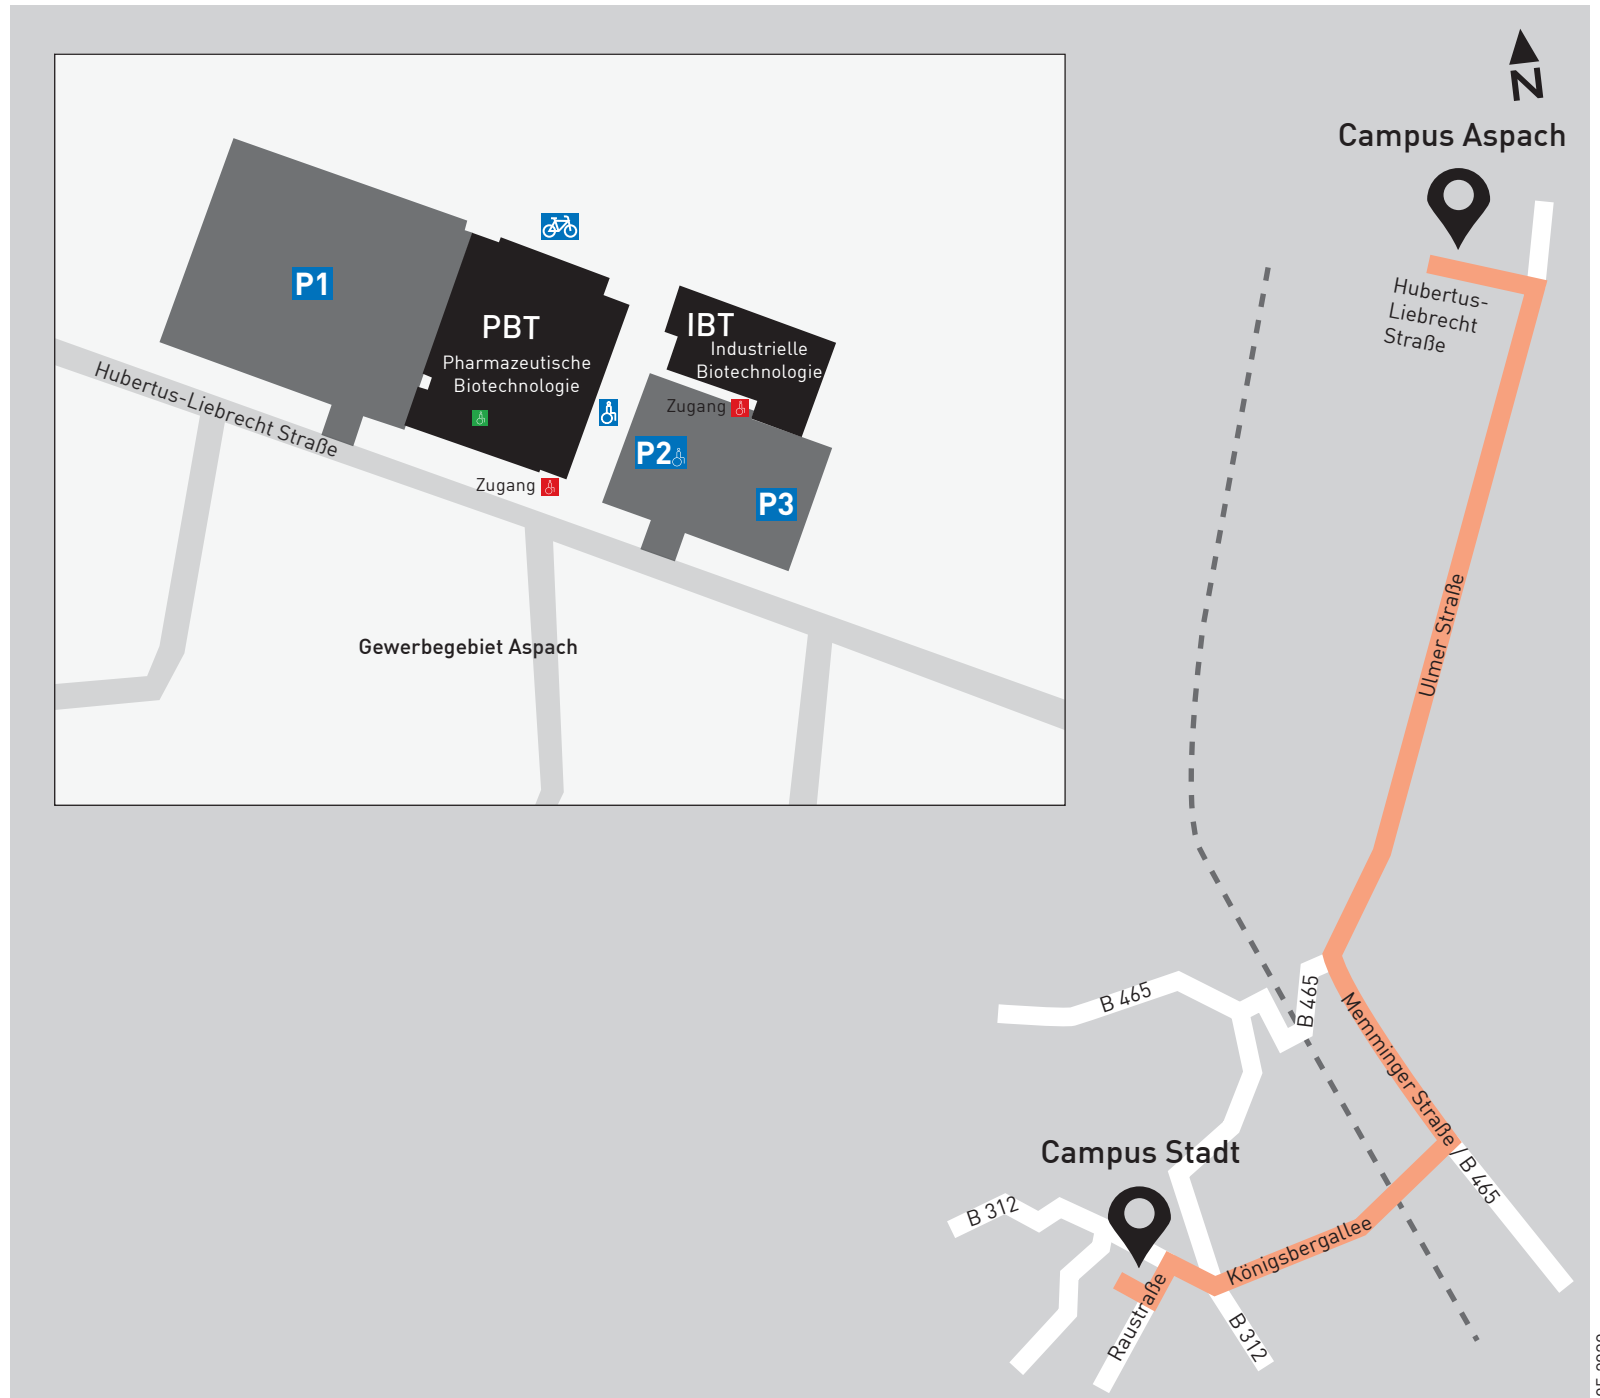 N
Campus Aspach
P1
PBT
Pharmazeutische
Biotechnologie
IBT
Industrielle
Biotechnologie
Zugang
P2
P3
Zugang
Hubertus-Liebrecht Straße
Gewerbegebiet Aspach
Hubertus-
Liebrecht
Straße
Ulmer Straße
B 465
B 465
Memminger Straße / B 465
Campus Stadt
B 312
Königsbergallee
Raustraße
B 312